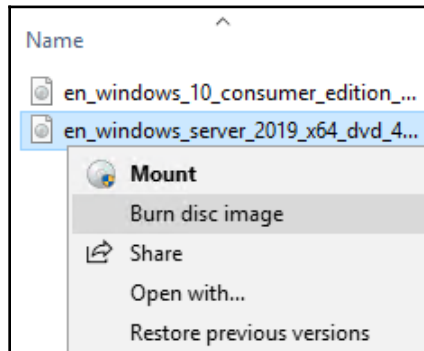 Name
en_windows_10_consumer_edition_...
en_windows_server_2019_x64_dvd_4...
Mount
Burn disc image
Share
Open with...
Restore previous versions